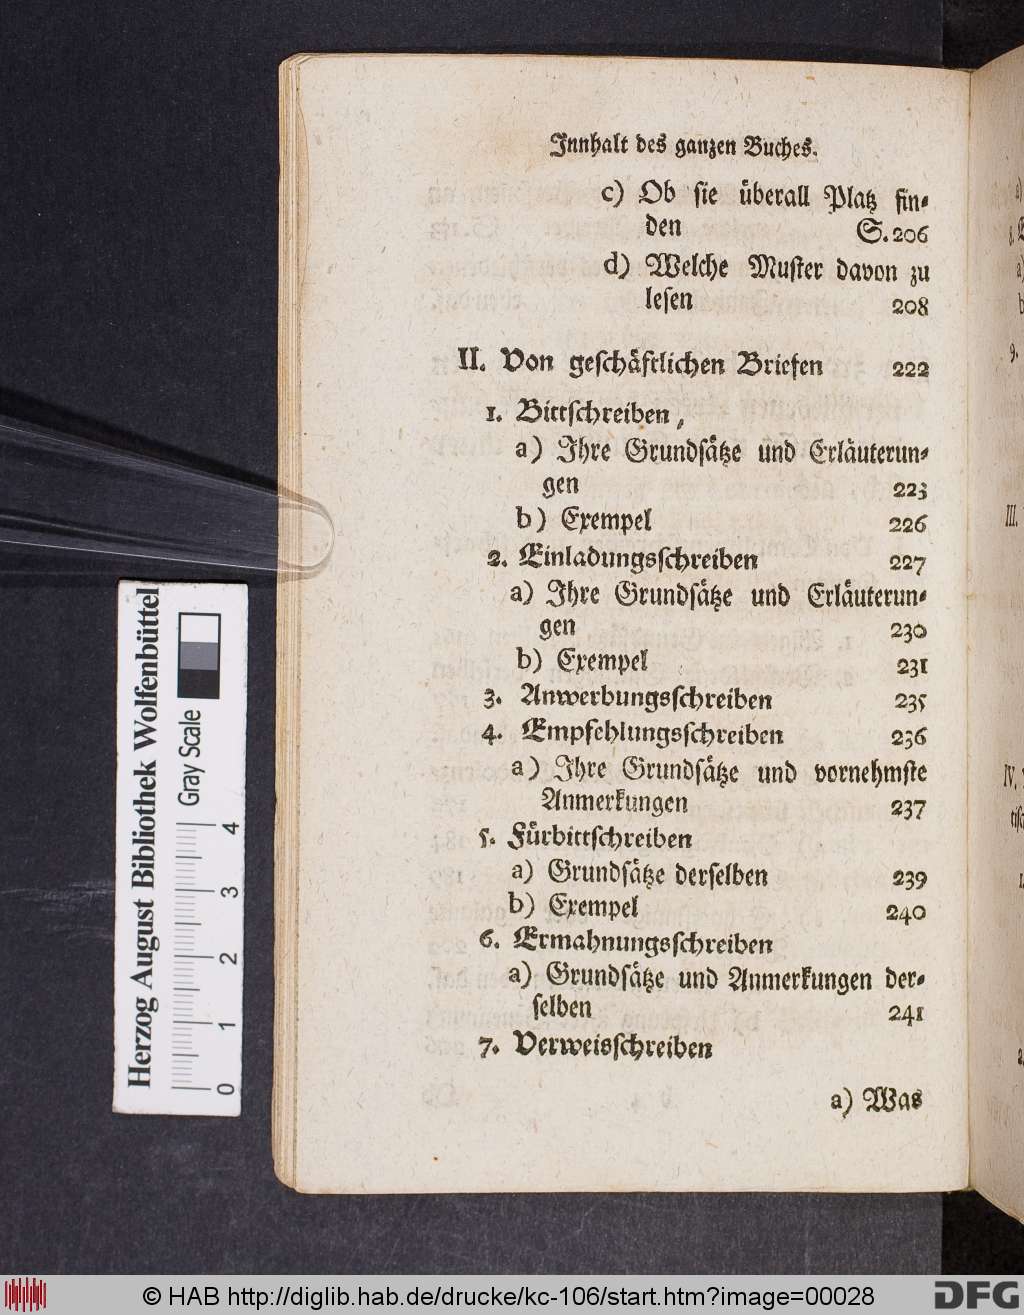 Innhalt des ganzen Buches.
c) Ob sie überall Platz fin-
den S. 206
d) Welche Muster davon zu
lesen 208
II. Von geschäftlichen Briefen 222
1. Bittschreiben,
a) Ihre Grundsätze und Erläuterun-
gen 223
b) Exempel 226
2. Einladungsschreiben 227
a) Ihre Grundsätze und Erläuterun-
gen 230
b) Exempel 231
3. Anwerbungsschreiben 235
4. Empfehlungsschreiben 236
a) Ihre Grundsätze und vornehmste
Anmerkungen 237
5. Fürbittschreiben
a) Grundsätze derselben 239
b) Exempel 240
6. Ermahnungsschreiben
a) Grundsätze und Anmerkungen der-
selben 241
7. Verweisschreiben
a) Was
Herzog August Bibliothek Wolfenbüttel
Gray Scale
0 1 2 3 4
III.
IV.
© HAB http://diglib.hab.de/drucke/kc-106/start.htm?image=00028
DFG